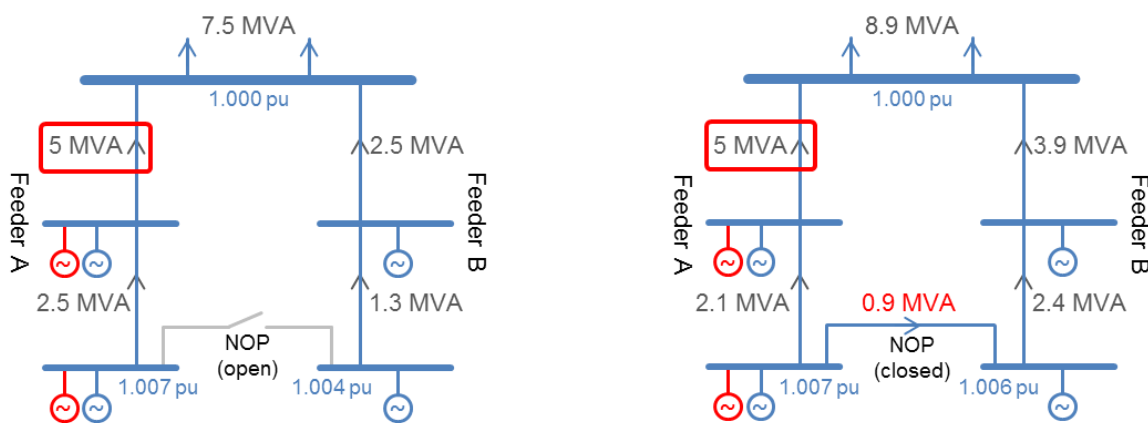 7.5 MVA
1.000 pu
5 MVA
2.5 MVA
Feeder A
Feeder B
~ ~
~
2.5 MVA
1.3 MVA
NOP
(open)
1.007 pu
1.004 pu
~ ~
~
8.9 MVA
1.000 pu
5 MVA
3.9 MVA
Feeder A
Feeder B
~ ~
~
2.1 MVA
0.9 MVA
2.4 MVA
NOP
(closed)
1.007 pu
1.006 pu
~ ~
~